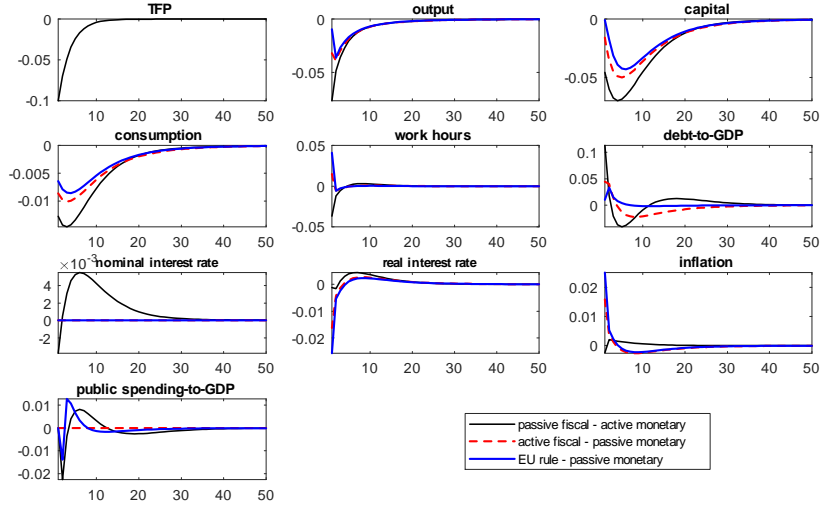 TFP
0
-0.05
-0.1
10 20 30 40 50
output
0
-0.05
10 20 30 40 50
capital
0
-0.05
10 20 30 40 50
consumption
0
-0.005
-0.01
10 20 30 40 50
work hours
0.05
0
-0.05
10 20 30 40 50
debt-to-GDP
0.1
0.05
0
10 20 30 40 50
×10-3
nominal interest rate
4
2
0
-2
10 20 30 40 50
real interest rate
0
-0.01
-0.02
10 20 30 40 50
inflation
0.02
0.01
0
10 20 30 40 50
public spending-to-GDP
0.01
0
-0.01
-0.02
10 20 30 40 50
passive fiscal - active monetary
active fiscal - passive monetary
EU rule - passive monetary